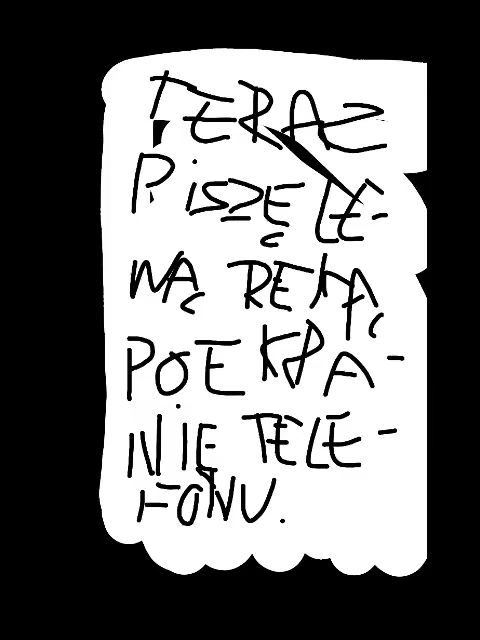 TERAZ
PISZĘ LE-
WĄ RĘKĄ
PO EKRA-
NIE TELE-
FONU.